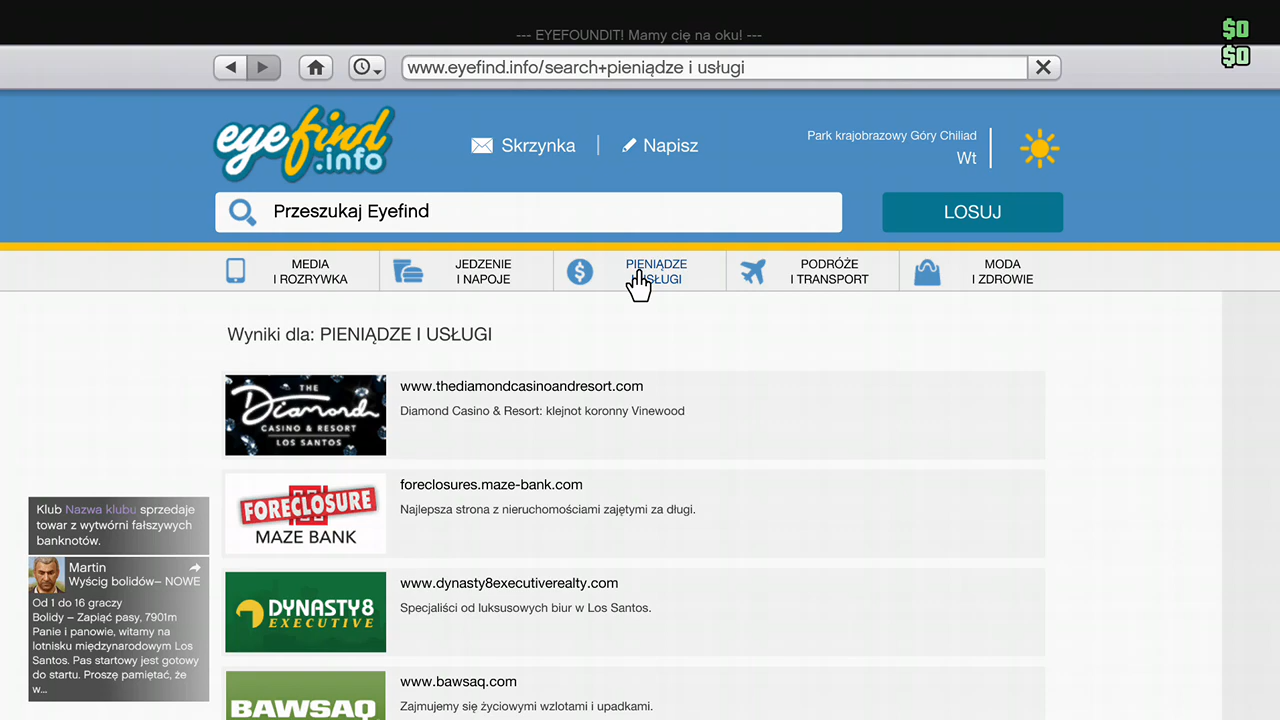 --- EYEFOUNDIT! Mamy cię na oku! ---
$0
$0
www.eyefind.info/search+pieniądze i usługi
eyefind
.info
Skrzynka
Napisz
Park krajobrazowy Góry Chiliad
Wt
Przeszukaj Eyefind
LOSUJ
MEDIA
I ROZRYWKA
JEDZENIE
I NAPOJE
PIENIĄDZE
I USŁUGI
PODRÓŻE
I TRANSPORT
MODA
I ZDROWIE
Wyniki dla: PIENIĄDZE I USŁUGI
THE
Diamond
CASINO & RESORT
LOS SANTOS
www.thediamondcasinoandresort.com
Diamond Casino & Resort: klejnot koronny Vinewood
FORECLOSURE
MAZE BANK
foreclosures.maze-bank.com
Najlepsza strona z nieruchomościami zajętymi za długi.
DYNASTY8
EXECUTIVE
www.dynasty8executiverealty.com
Specjaliści od luksusowych biur w Los Santos.
BAWSAQ
www.bawsaq.com
Zajmujemy się życiowymi wzlotami i upadkami.
Klub Nazwa klubu sprzedaje
towar z wytwórni fałszywych
banknotów.
Martin
Wyścig bolidów– NOWE
Od 1 do 16 graczy
Bolidy – Zapiąć pasy, 7901m
Panie i panowie, witamy na
lotnisku międzynarodowym Los
Santos. Pas startowy jest gotowy
do startu. Proszę pamiętać, że
w...